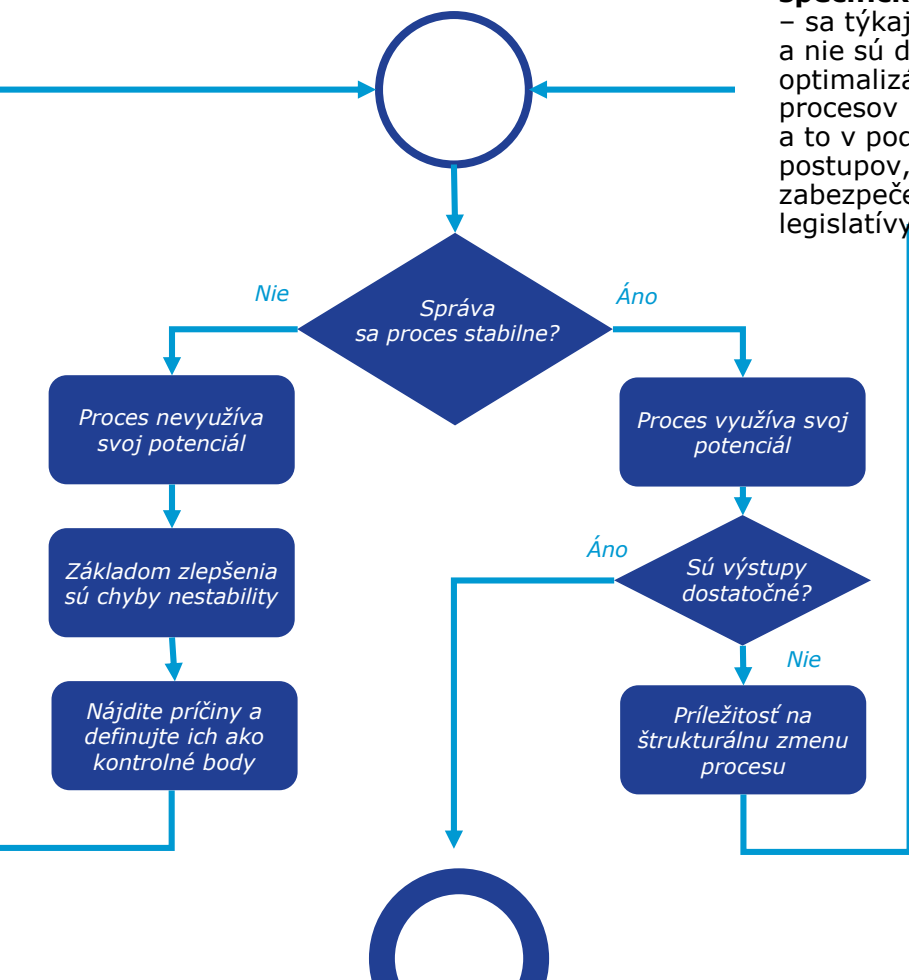 – sa týkaj
a nie sú d
optimalizá
procesov
a to v pod
postupov,
zabezpeče
legislatívy
Nie
Správa
sa proces stabilne?
Áno
Proces nevyužíva
svoj potenciál
Proces využíva svoj
potenciál
Základom zlepšenia
sú chyby nestability
Áno
Sú výstupy
dostatočné?
Nie
Nájdite príčiny a
definujte ich ako
kontrolné body
Príležitosť na
štrukturálnu zmenu
procesu